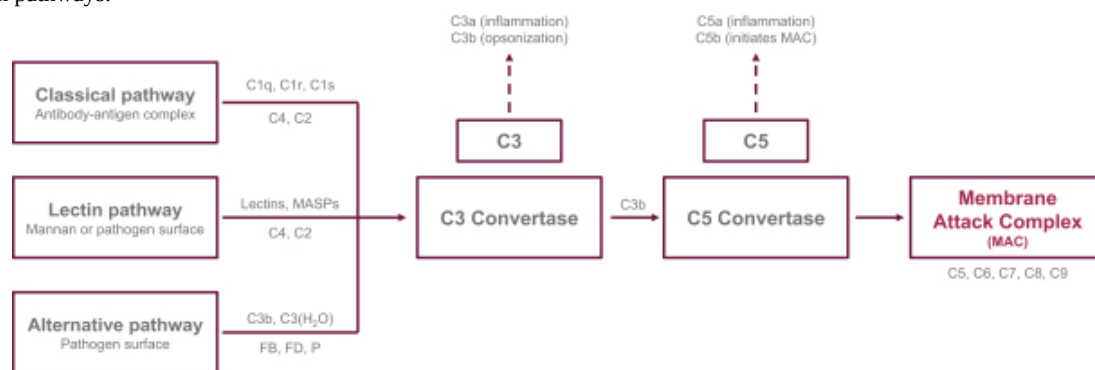 pathways.
C3a (inflammation)
C3b (opsonization)
C5a (inflammation)
C5b (initiates MAC)
Classical pathway
Antibody-antigen complex
C1q, C1r, C1s
C4, C2
C3
C5
Lectin pathway
Mannan or pathogen surface
Lectins, MASPs
C4, C2
C3 Convertase
C3b
C5 Convertase
Membrane
Attack Complex
(MAC)
C5, C6, C7, C8, C9
Alternative pathway
Pathogen surface
C3b, C3(H₂O)
FB, FD, P